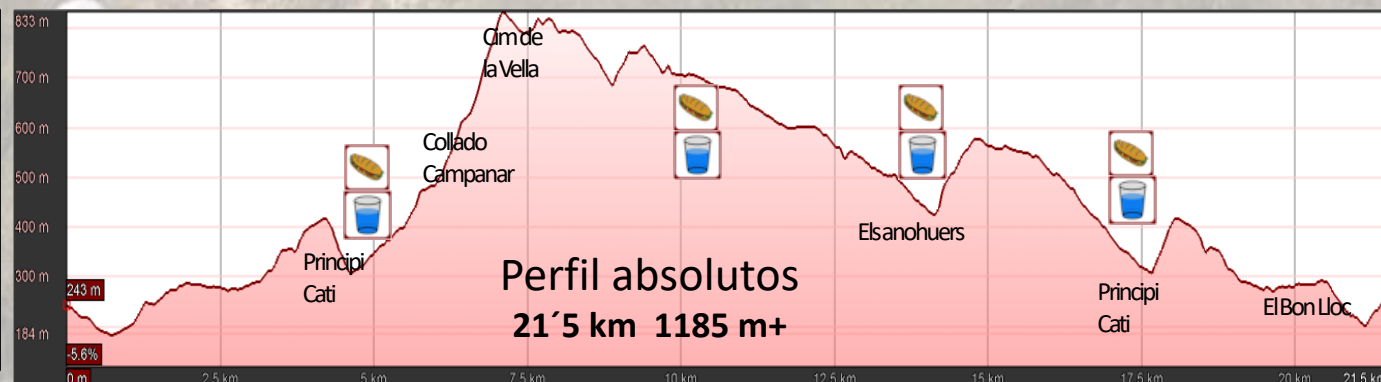 833 m
700 m
600 m
500 m
400 m
300 m
243 m
184 m
-5.6%
Cim de
la Vella
Collado
Campanar
Principi
Cati
Els anohuers
Principi
Cati
El Bon Lloc
Perfil absolutos
21´5 km 1185 m+
0 m
2.5 km
5 km
7.5 km
10 km
12.5 km
15 km
17.5 km
20 km
21.5 k